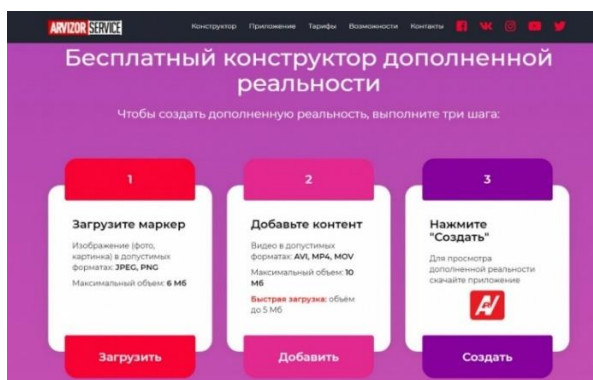 ARVIZOR SERVICE
Конструктор Приложение Тарифы Возможности Контакты
Бесплатный конструктор дополненной
реальности
Чтобы создать дополненную реальность, выполните три шага:
1
Загрузите маркер
Изображение (фото,
картинка) в допустимых
форматах: JPEG, PNG
Максимальный объем: 6 Мб
Загрузить
2
Добавьте контент
Видео в допустимых
форматах: AVI, MP4, MOV
Максимальный объем: 10
Мб
Быстрая загрузка: объем
до 5 Мб
Добавить
3
Нажмите
"Создать"
Для просмотра
дополненной реальности
скачайте приложение
Создать